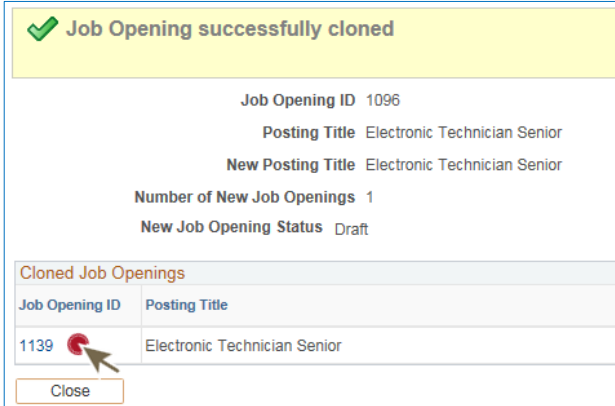 Job Opening successfully cloned
Job Opening ID 1096
Posting Title Electronic Technician Senior
New Posting Title Electronic Technician Senior
Number of New Job Openings 1
New Job Opening Status Draft
Cloned Job Openings
Job Opening ID Posting Title
1139 Electronic Technician Senior
Close